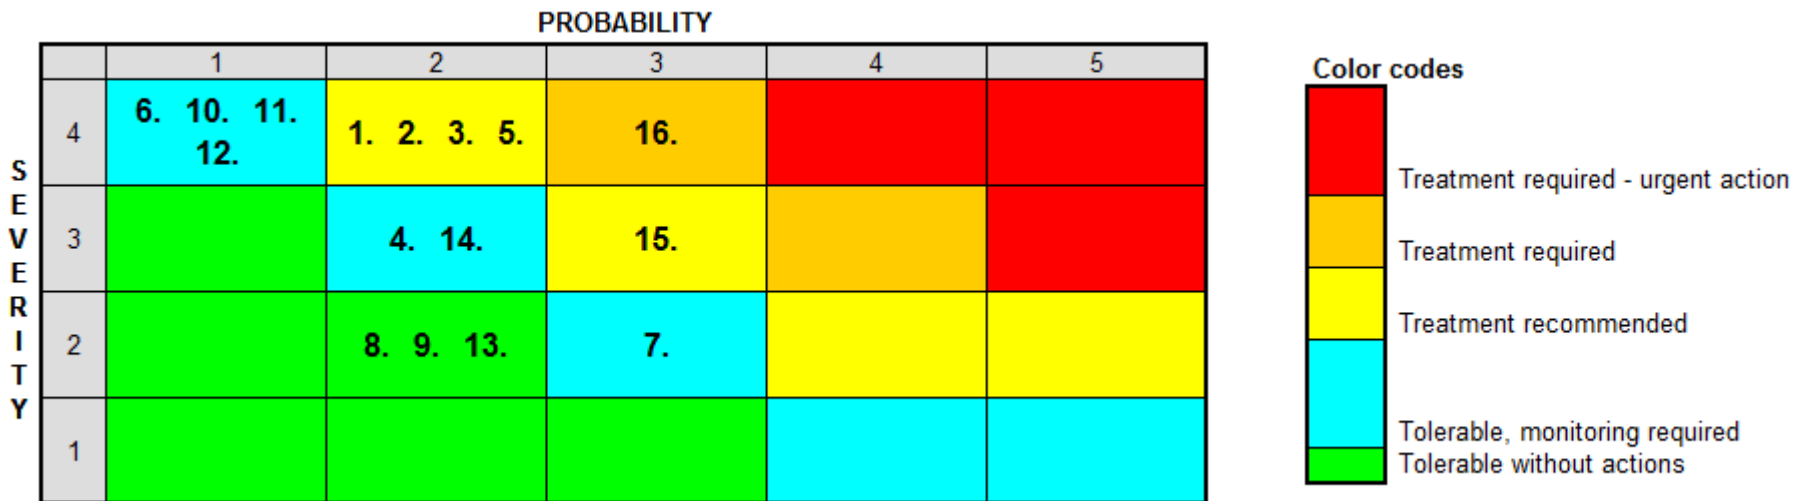 PROBABILITY
1 2 3 4 5
4 6. 10. 11. 12. 1. 2. 3. 5. 16.
3 4. 14. 15.
2 8. 9. 13. 7.
1
SEVERITY
Color codes
Treatment required - urgent action
Treatment required
Treatment recommended
Tolerable, monitoring required
Tolerable without actions